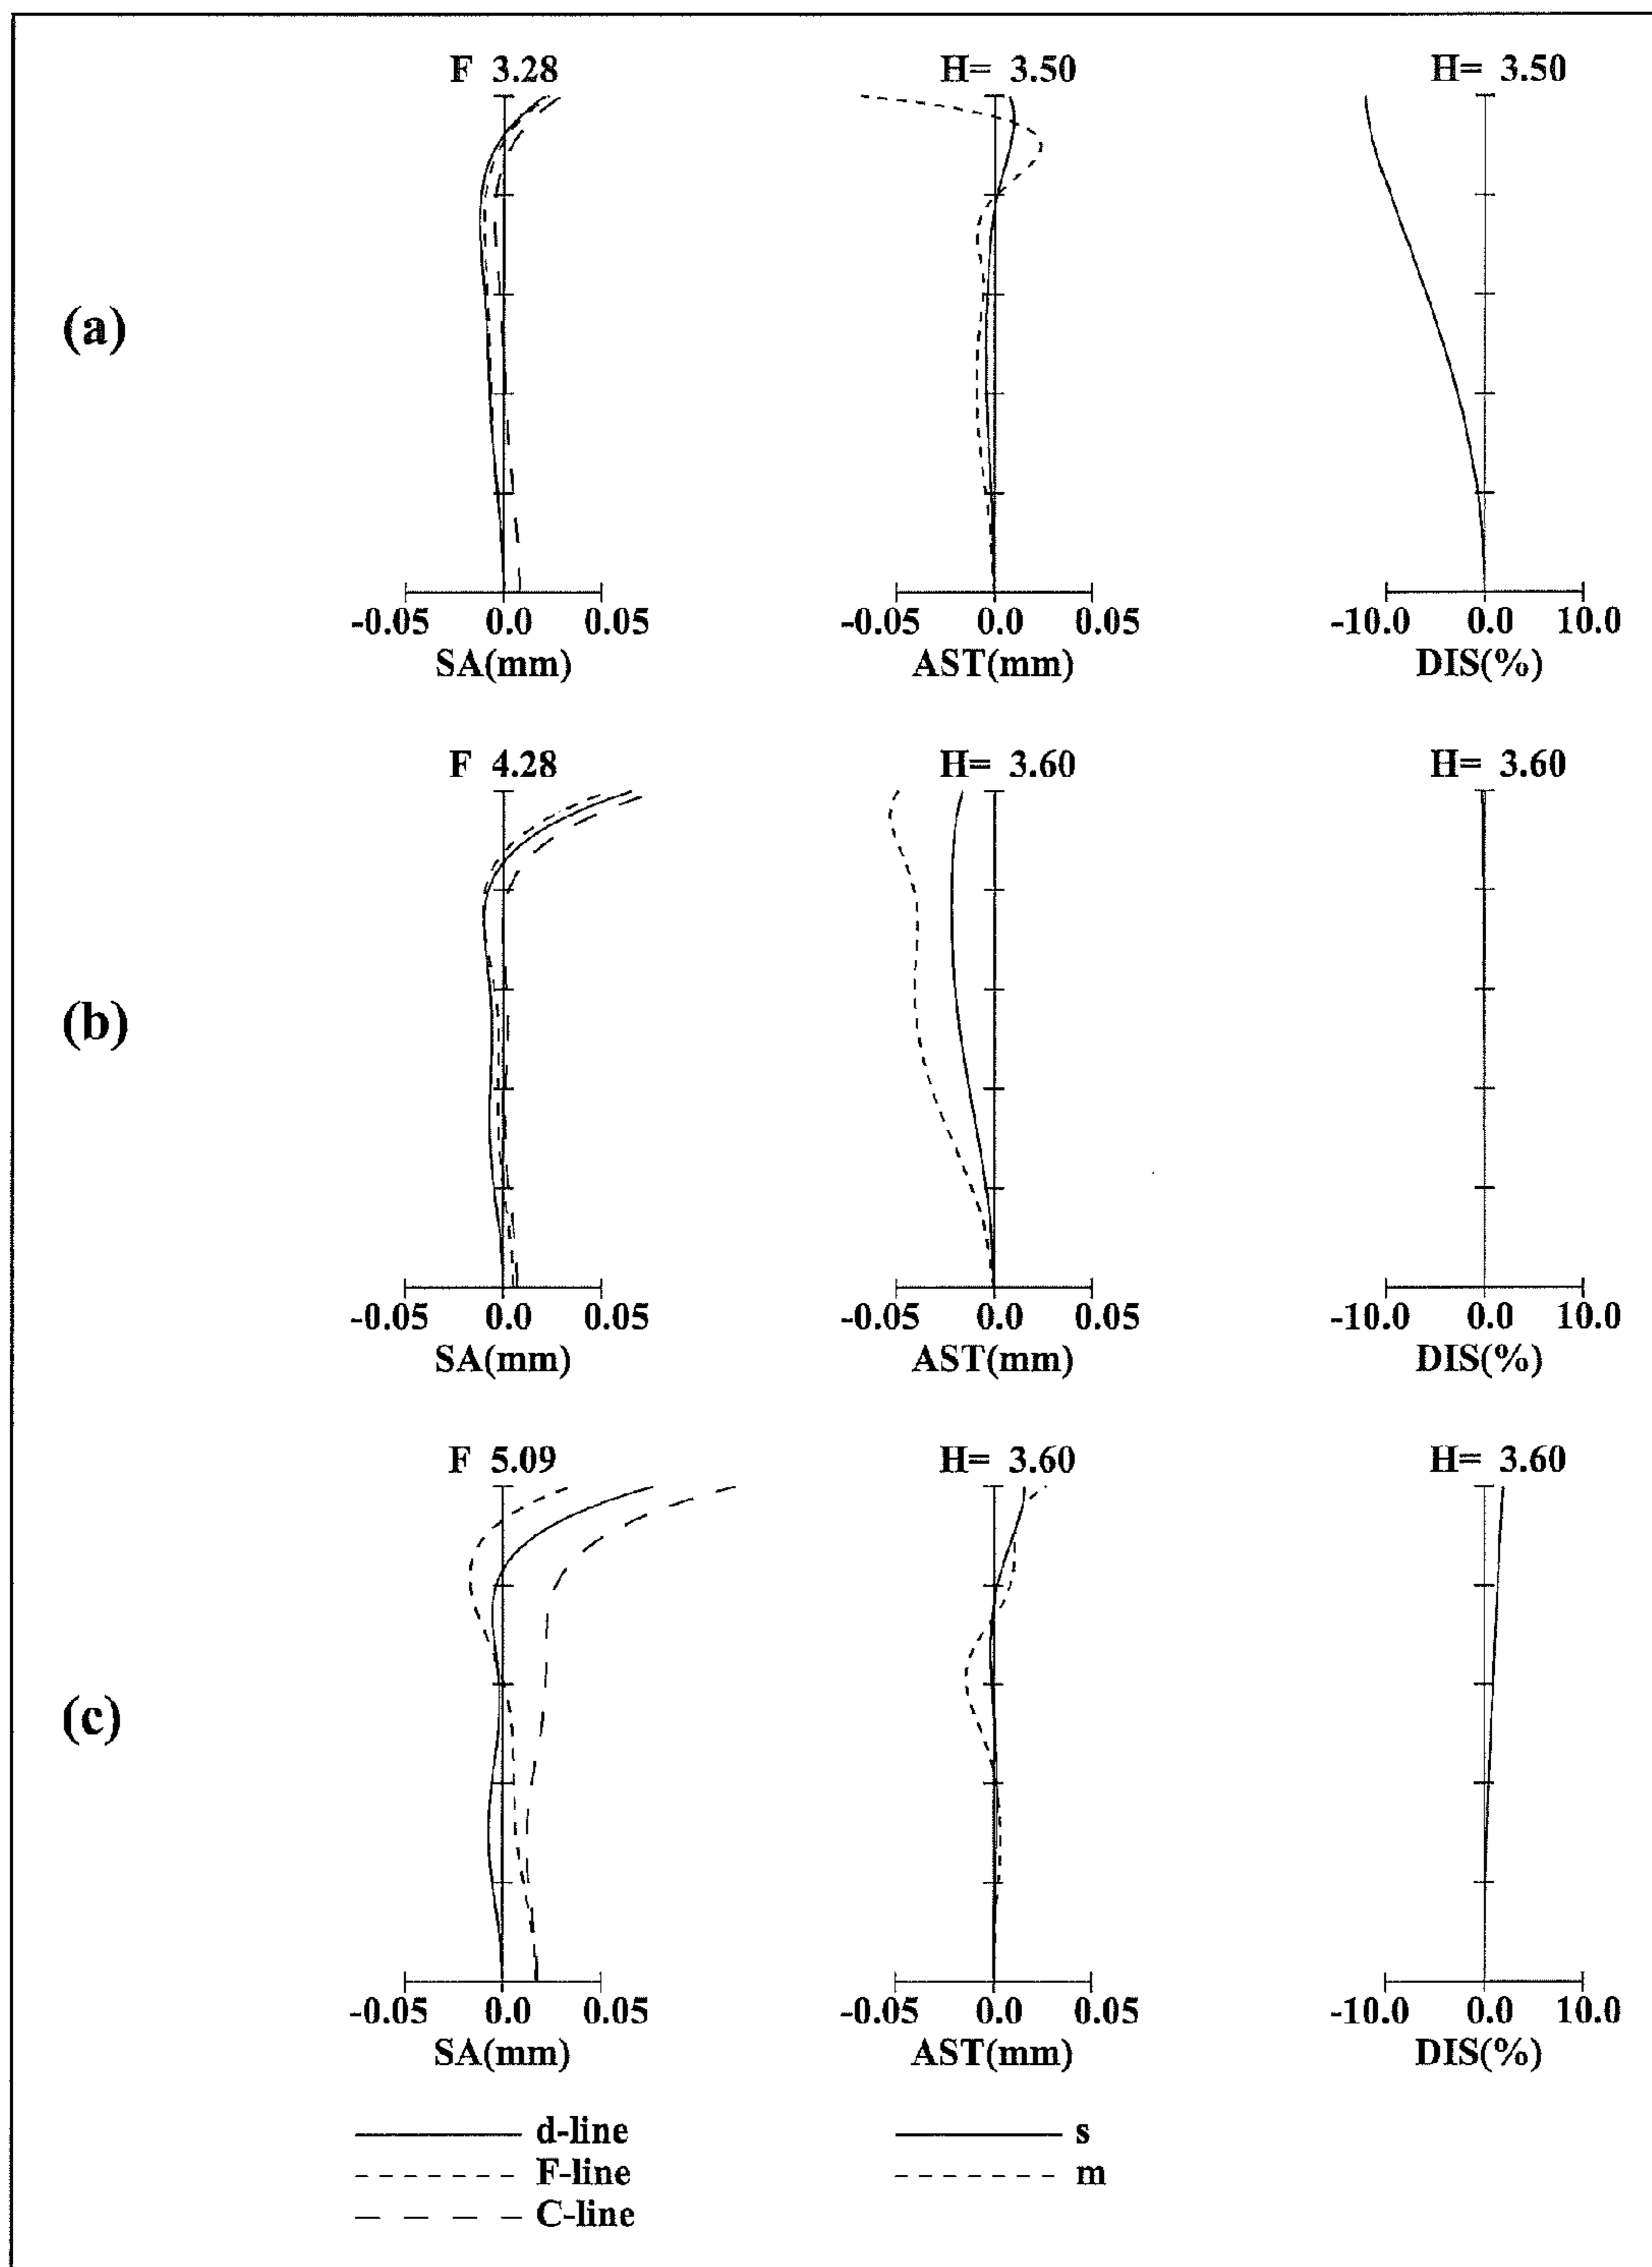 F 3.28 H= 3.50 H= 3.50
(a)
-0.05 0.0 0.05 -0.05 0.0 0.05 -10.0 0.0 10.0
SA(mm) AST(mm) DIS(%)
F 4.28 H= 3.60 H= 3.60
(b)
-0.05 0.0 0.05 -0.05 0.0 0.05 -10.0 0.0 10.0
SA(mm) AST(mm) DIS(%)
F 5.09 H= 3.60 H= 3.60
(c)
-0.05 0.0 0.05 -0.05 0.0 0.05 -10.0 0.0 10.0
SA(mm) AST(mm) DIS(%)
d-line s
F-line m
C-line